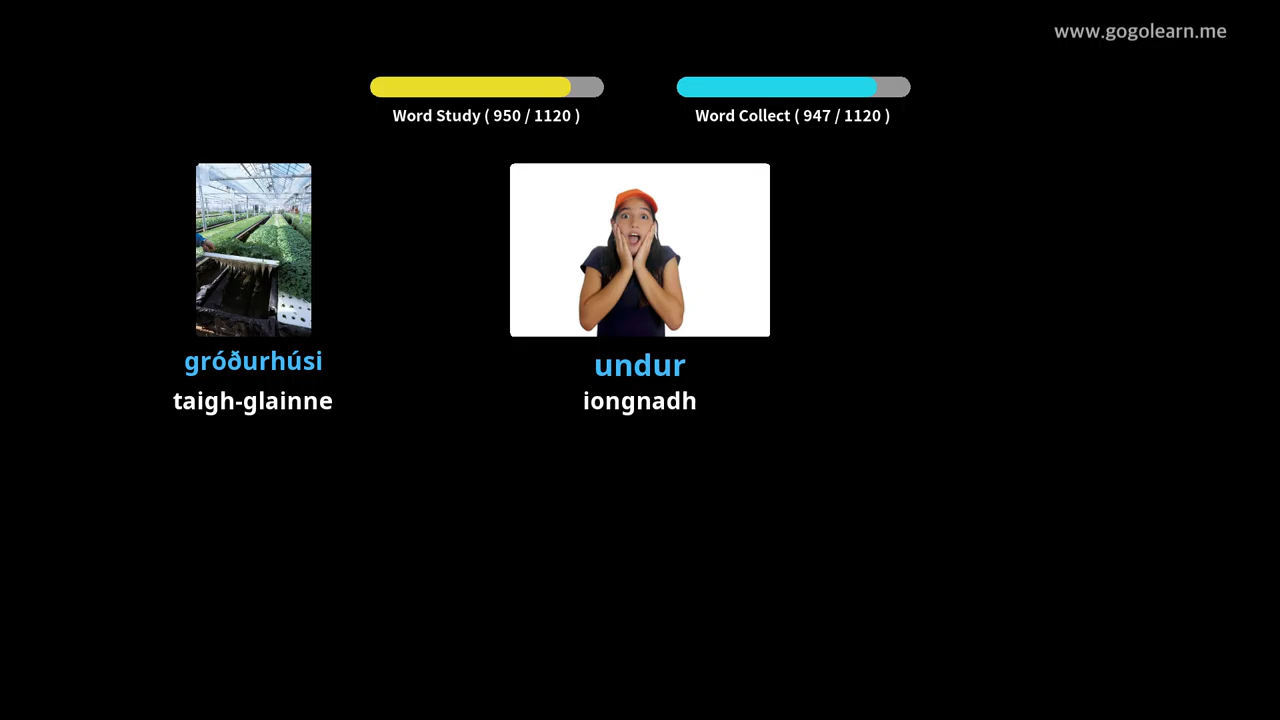 www.gogolearn.me
Word Study ( 950 / 1120 )
Word Collect ( 947 / 1120 )
gróðurhúsi
taigh-glainne
undur
iongnadh